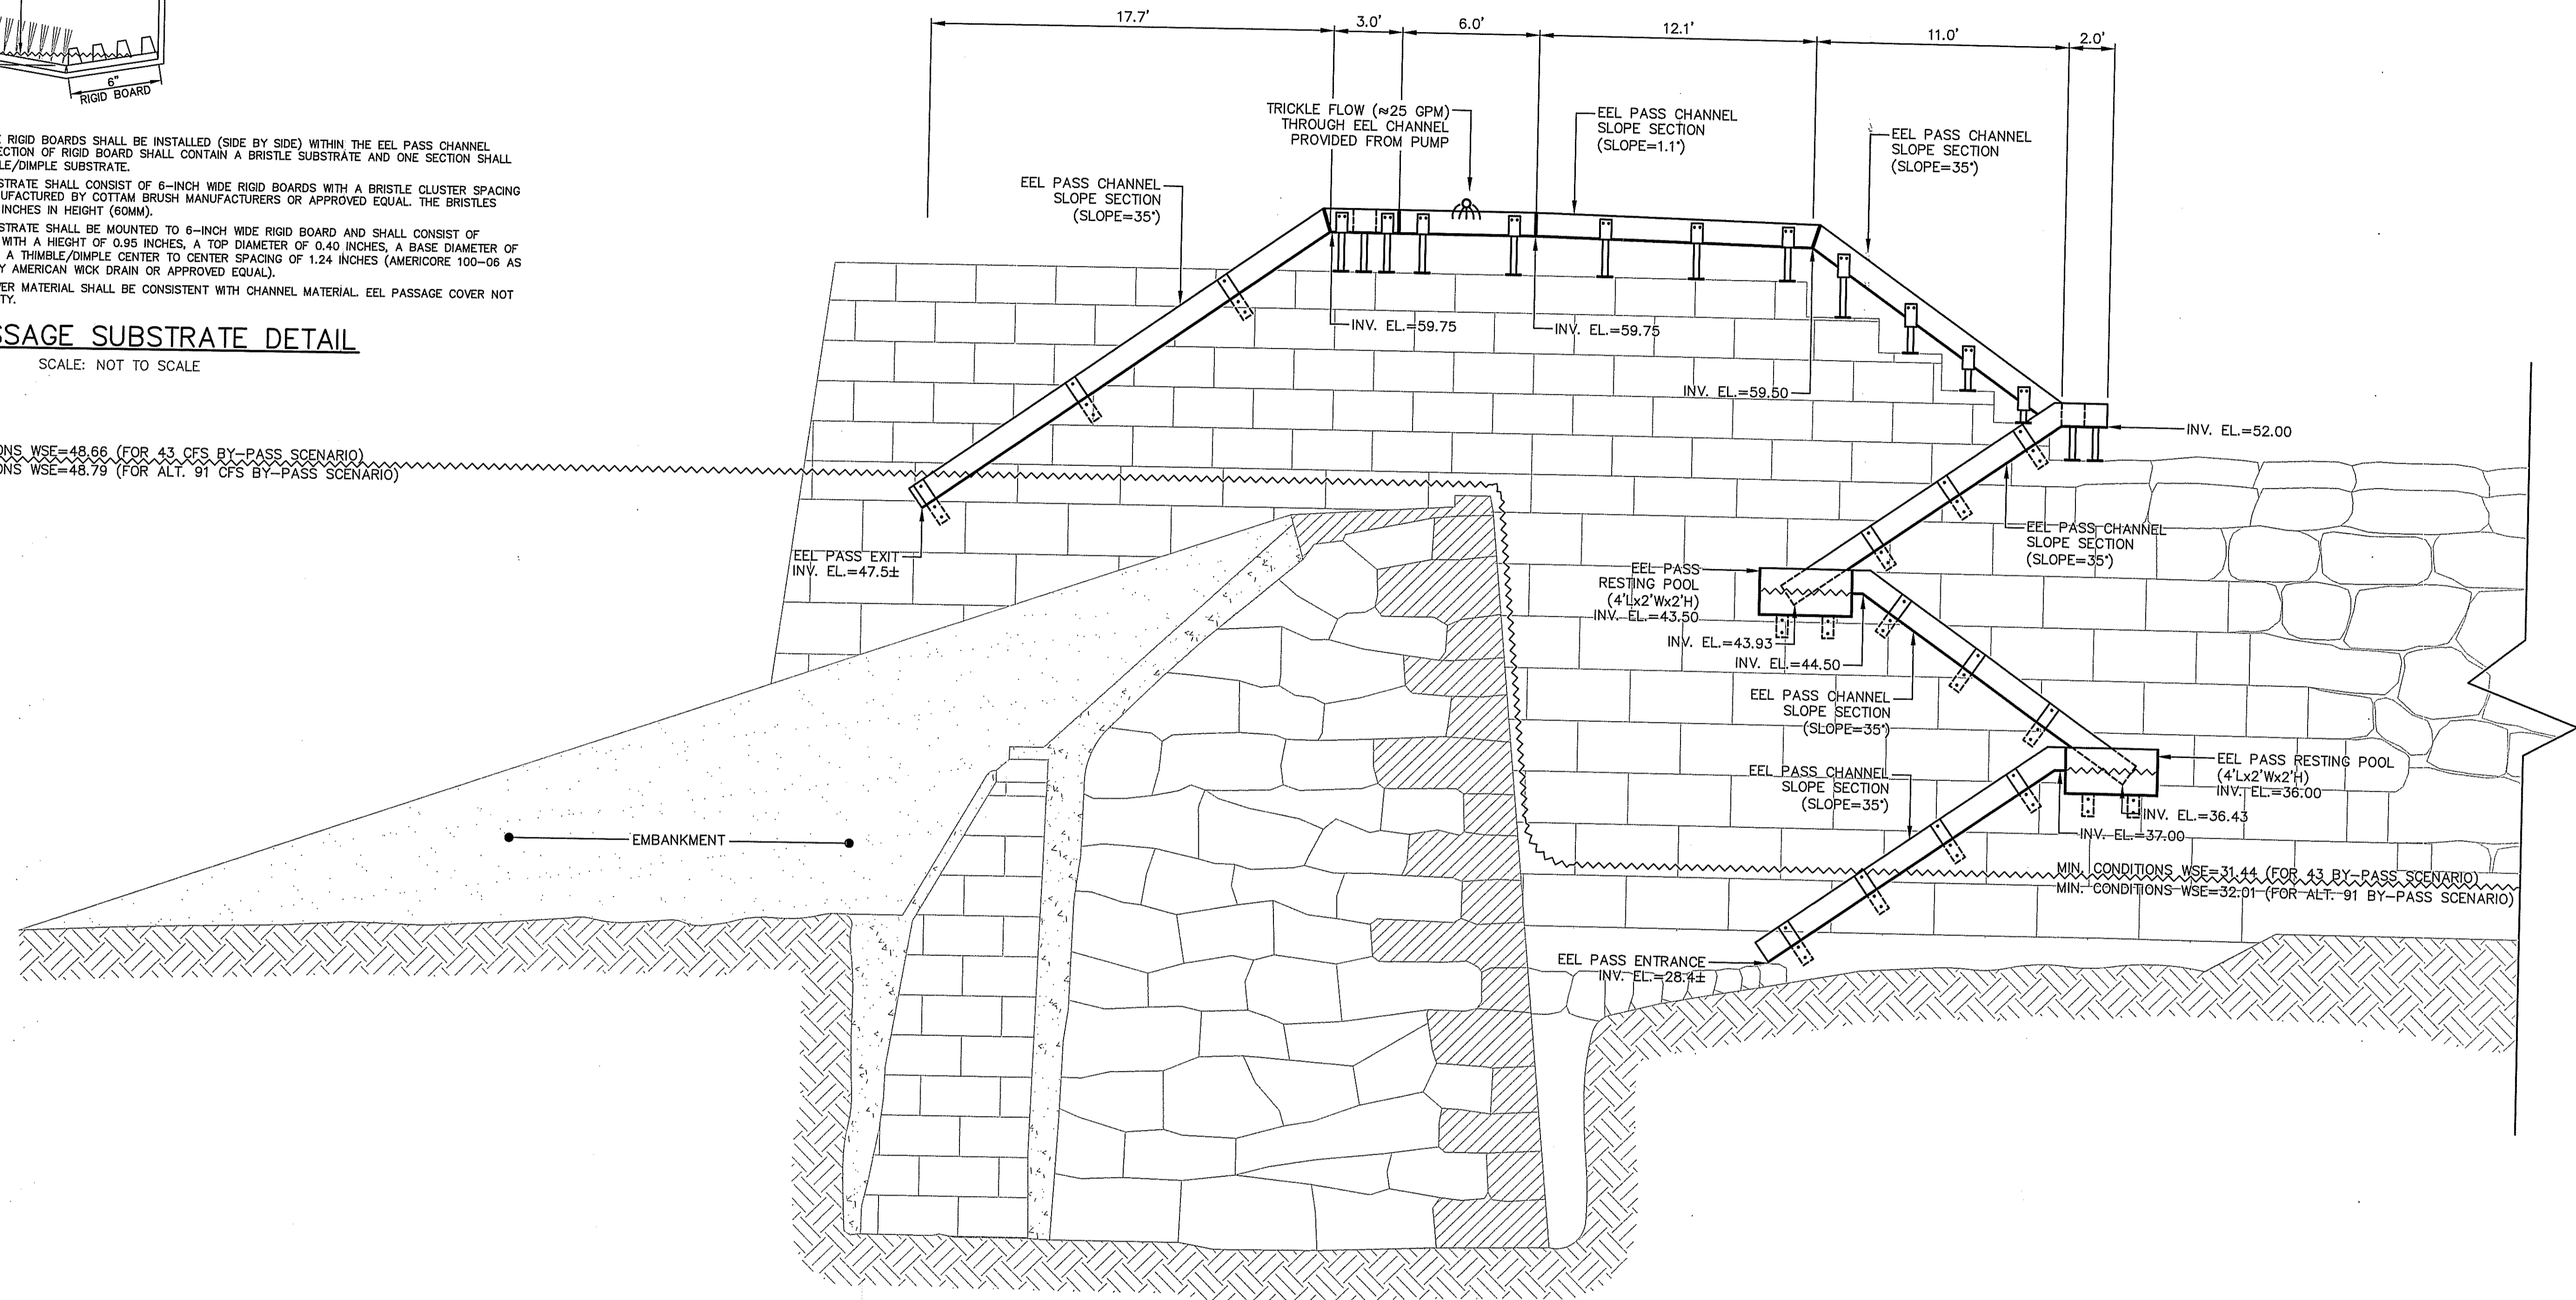 6"
RIGID BOARD
RIGID BOARDS SHALL BE INSTALLED (SIDE BY SIDE) WITHIN THE EEL PASS CHANNEL
OF RIGID BOARD SHALL CONTAIN A BRISTLE SUBSTRATE AND ONE SECTION SHALL
SUBSTRATE.
SHALL CONSIST OF 6-INCH WIDE RIGID BOARDS WITH A BRISTLE CLUSTER SPACING
BY COTTAM BRUSH MANUFACTURERS OR APPROVED EQUAL. THE BRISTLES
INCHES IN HEIGHT (60MM).
SHALL BE MOUNTED TO 6-INCH WIDE RIGID BOARD AND SHALL CONSIST OF
WITH A HIEGHT OF 0.95 INCHES, A TOP DIAMETER OF 0.40 INCHES, A BASE DIAMETER OF
A THIMBLE/DIMPLE CENTER TO CENTER SPACING OF 1.24 INCHES (AMERICORE 100-06 AS
AMERICAN WICK DRAIN OR APPROVED EQUAL).
MATERIAL SHALL BE CONSISTENT WITH CHANNEL MATERIAL. EEL PASSAGE COVER NOT
SUBSTRATE DETAIL
SCALE: NOT TO SCALE
WSE=48.66 (FOR 43 CFS BY-PASS SCENARIO)
WSE=48.79 (FOR ALT. 91 CFS BY-PASS SCENARIO)
17.7'
3.0'
6.0'
12.1'
11.0'
2.0'
EEL PASS CHANNEL
SLOPE SECTION
(SLOPE=35°)
TRICKLE FLOW (≈25 GPM)
THROUGH EEL CHANNEL
PROVIDED FROM PUMP
EEL PASS CHANNEL
SLOPE SECTION
(SLOPE=1.1°)
EEL PASS CHANNEL
SLOPE SECTION
(SLOPE=35°)
INV. EL.=59.75
INV. EL.=59.75
INV. EL.=59.50
INV. EL.=52.00
EEL PASS EXIT
INV. EL.=47.5±
EEL PASS CHANNEL
SLOPE SECTION
(SLOPE=35°)
EEL PASS
RESTING POOL
(4'Lx2'Wx2'H)
INV. EL.=43.50
INV. EL.=43.93
INV. EL.=44.50
EEL PASS CHANNEL
SLOPE SECTION
(SLOPE=35°)
EEL PASS CHANNEL
SLOPE SECTION
(SLOPE=35°)
EEL PASS RESTING POOL
(4'Lx2'Wx2'H)
INV. EL.=36.00
INV. EL.=36.43
INV. EL.=37.00
EMBANKMENT
MIN. CONDITIONS WSE=31.44 (FOR 43 BY-PASS SCENARIO)
MIN. CONDITIONS WSE=32.01 (FOR ALT. 91 BY-PASS SCENARIO)
EEL PASS ENTRANCE
INV. EL.=28.4±